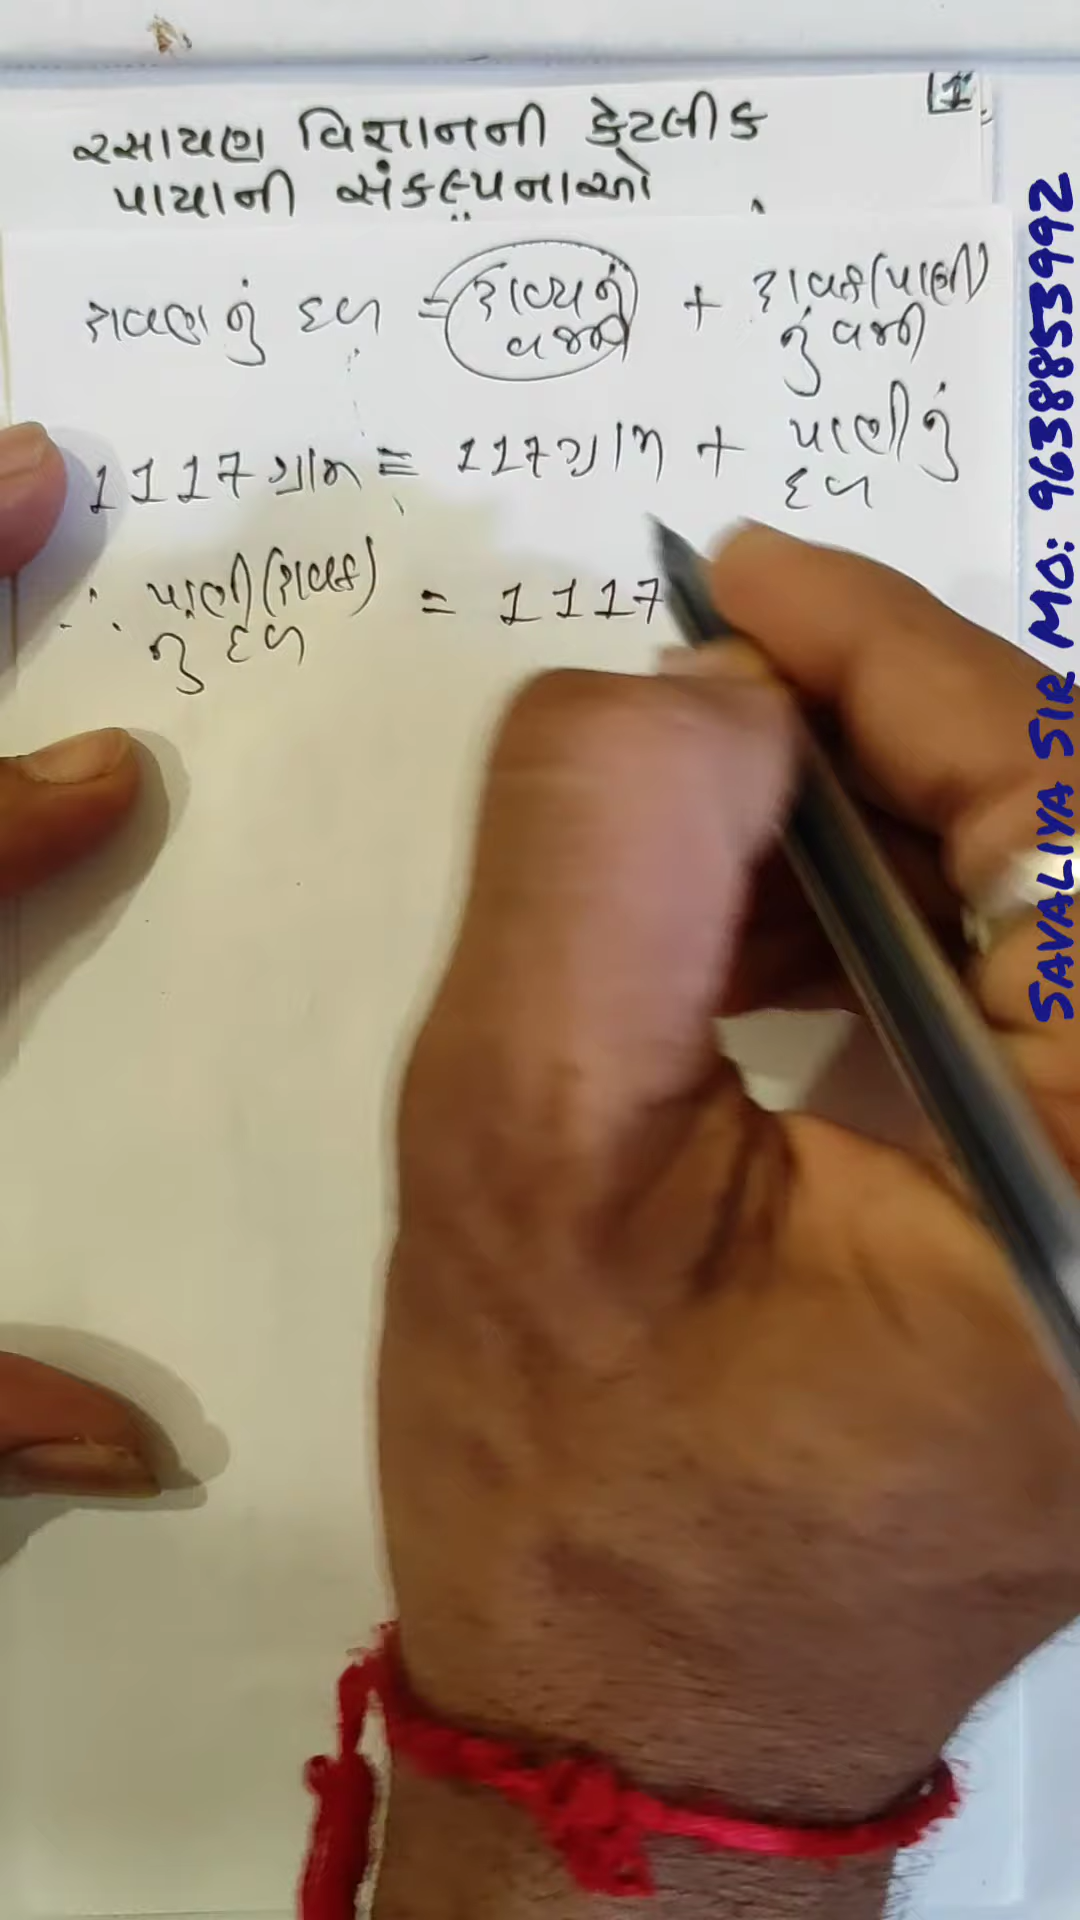 1
રસાયણ વિજ્ઞાનની કેટલીક
પાયાની સંકલ્પનાઓ
દ્રાવણનું દળ = દ્રાવ્યનું વજન + દ્રાવક(પાણી)નું વજન
1117 ગ્રામ = 117 ગ્રામ + પાણીનું દળ
∴ પાણી(દ્રાવક)નું દળ = 1117
SAVALIYA SIR MO: 9638853992